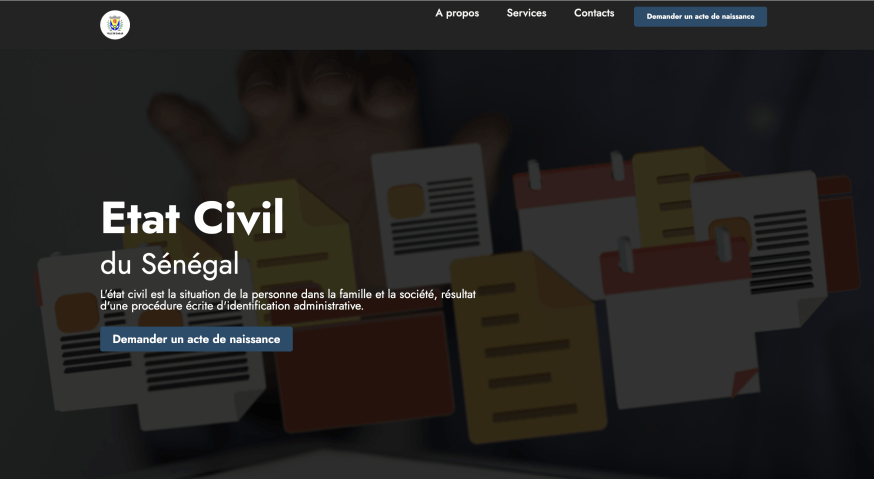 A propos
Services
Contacts
Demander un acte de naissance
Etat Civil
du Sénégal
L'état civil est la situation de la personne dans la famille et la société, résultat
d'une procédure écrite d'identification administrative.
Demander un acte de naissance